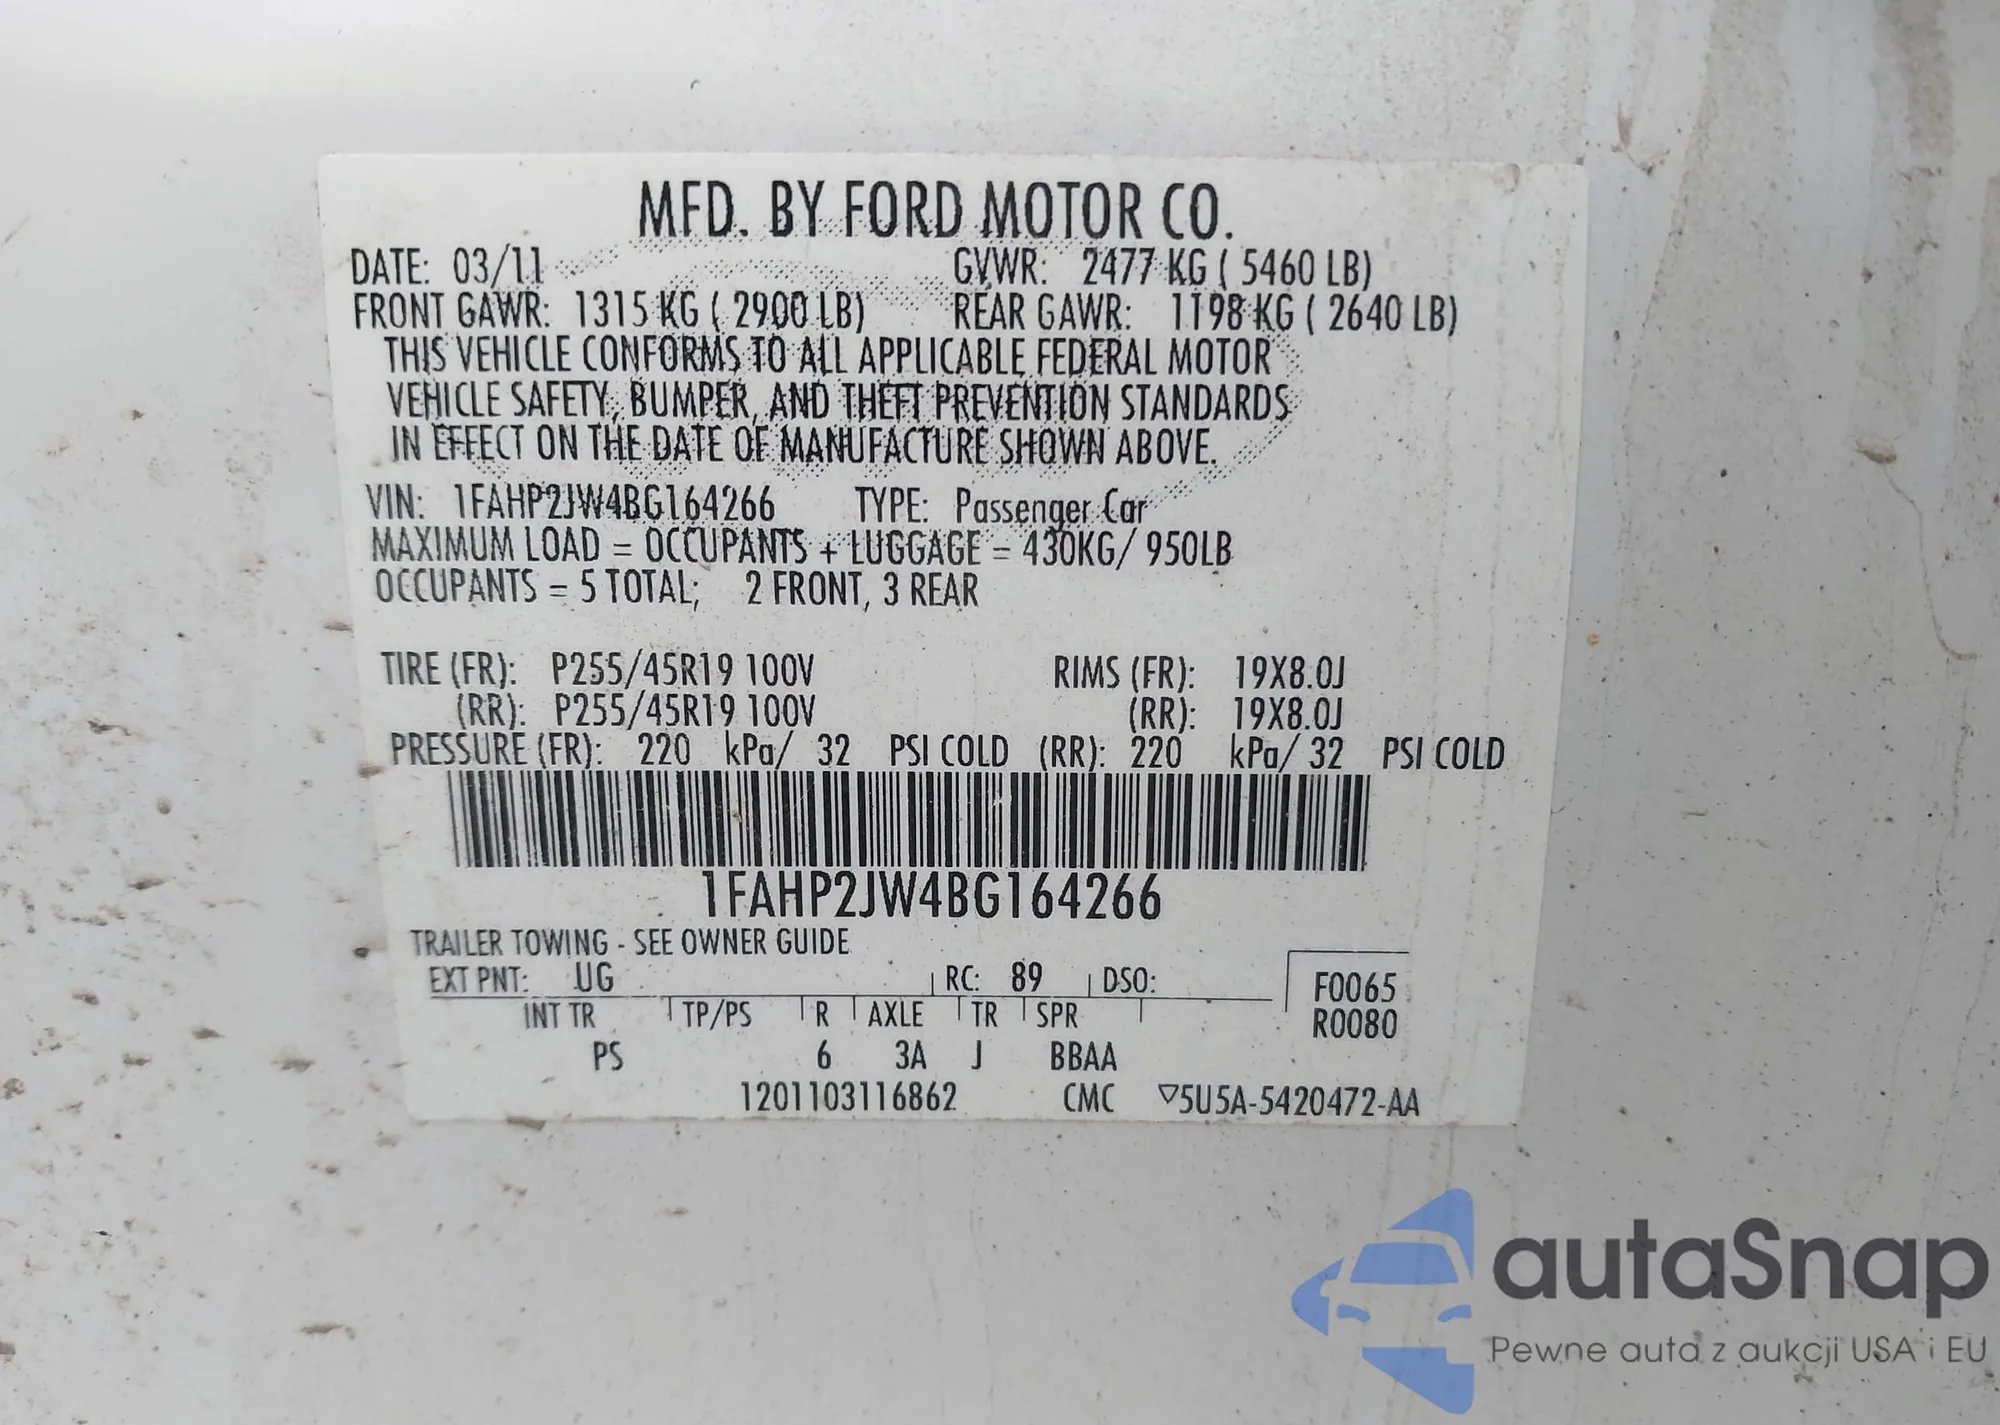 MFD. BY FORD MOTOR CO.
DATE: 03/11 GVWR: 2477 KG ( 5460 LB)
FRONT GAWR: 1315 KG ( 2900 LB) REAR GAWR: 1198 KG ( 2640 LB)
THIS VEHICLE CONFORMS TO ALL APPLICABLE FEDERAL MOTOR
VEHICLE SAFETY, BUMPER, AND THEFT PREVENTION STANDARDS
IN EFFECT ON THE DATE OF MANUFACTURE SHOWN ABOVE.
VIN: 1FAHP2JW4BG164266 TYPE: Passenger Car
MAXIMUM LOAD = OCCUPANTS + LUGGAGE = 430KG/ 950LB
OCCUPANTS = 5 TOTAL; 2 FRONT, 3 REAR
TIRE (FR): P255/45R19 100V RIMS (FR): 19X8.0J
(RR): P255/45R19 100V (RR): 19X8.0J
PRESSURE (FR): 220 kPa/ 32 PSI COLD (RR): 220 kPa/ 32 PSI COLD
1FAHP2JW4BG164266
TRAILER TOWING - SEE OWNER GUIDE
EXT PNT: UG RC: 89 DSO: F0065
INT TR TP/PS R AXLE TR SPR R0080
PS 6 3A J BBAA
1201103116862 CMC ▽5U5A-5420472-AA
autaSnap
Pewne auta z aukcji USA i EU